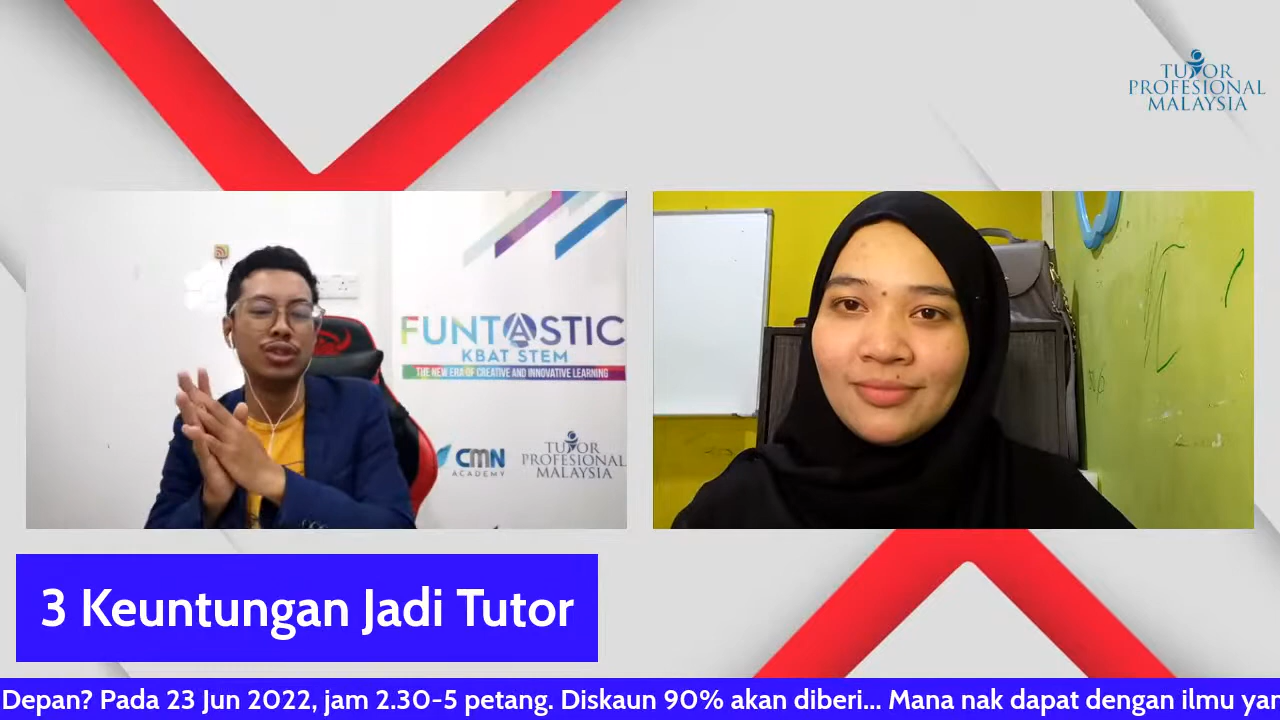 TUTOR
PROFESIONAL
MALAYSIA
FUNTASTIC
KBAT STEM
THE NEW ERA OF CREATIVE AND INNOVATIVE LEARNING
CMN
ACADEMY
TUTOR
PROFESIONAL
MALAYSIA
3 Keuntungan Jadi Tutor
Depan? Pada 23 Jun 2022, jam 2.30-5 petang. Diskaun 90% akan diberi... Mana nak dapat dengan ilmu yan